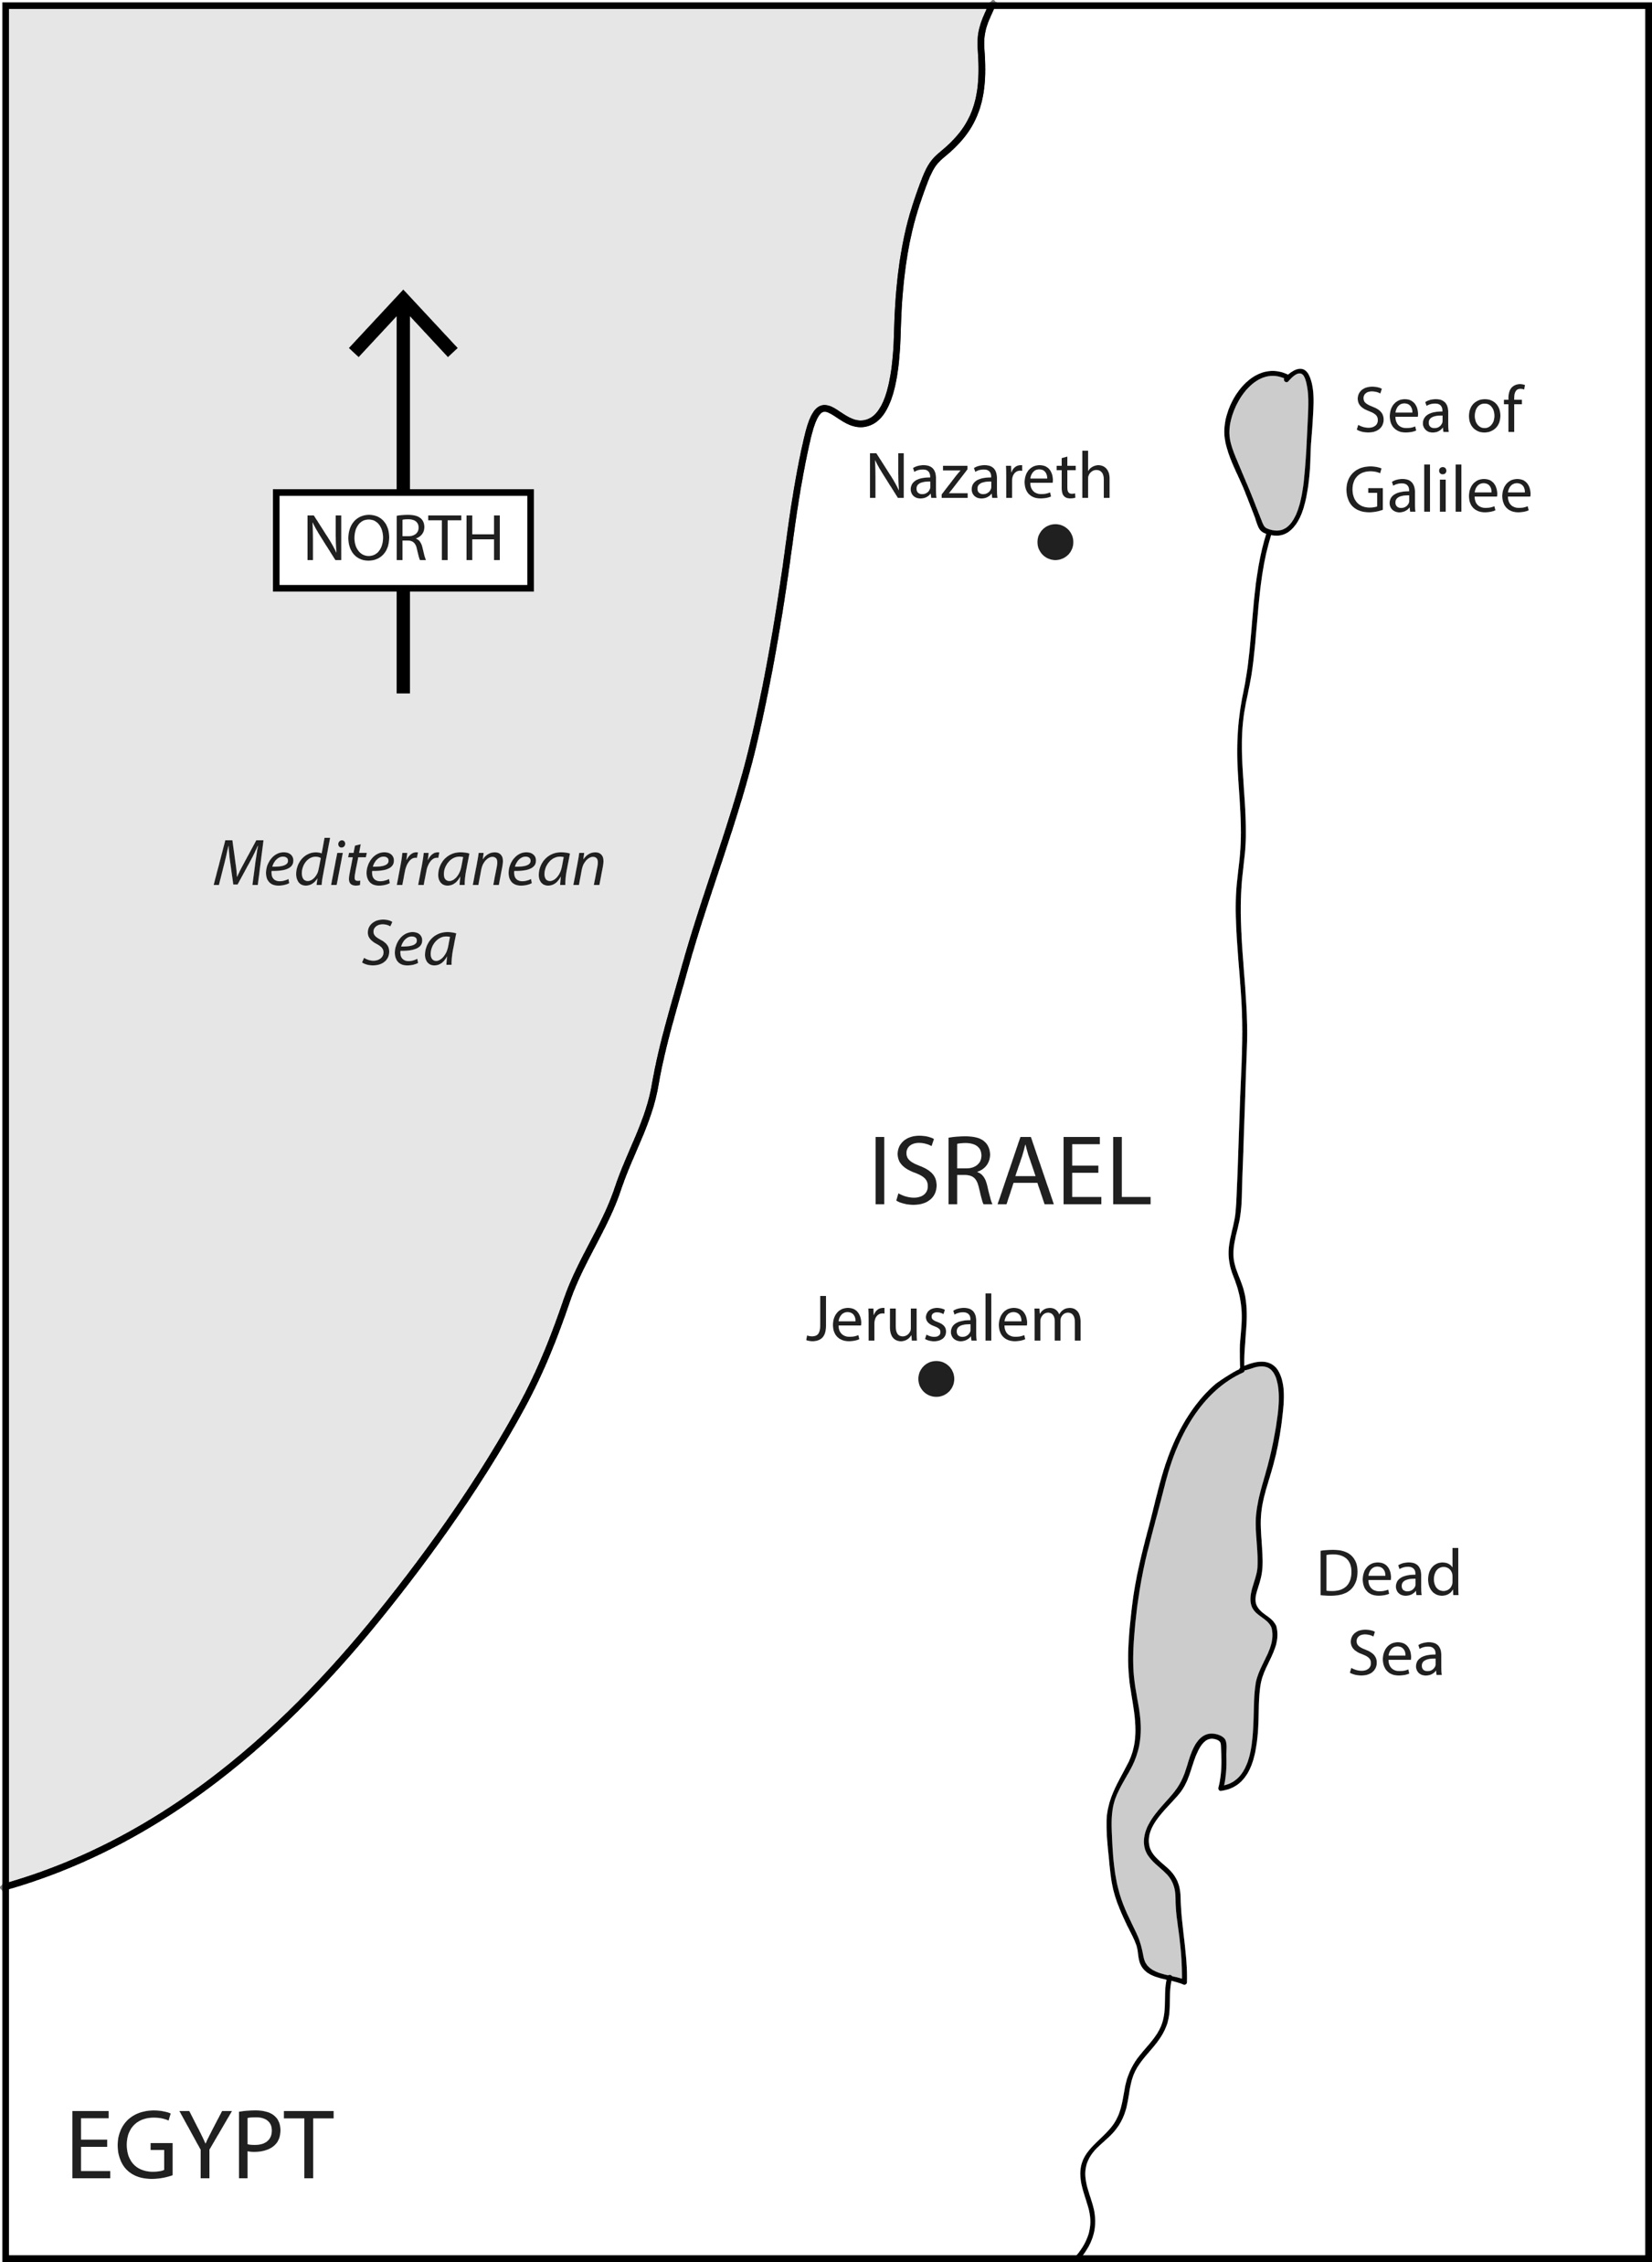 Sea of
Galilee
Nazareth
NORTH
Mediterranean
Sea
ISRAEL
Jerusalem
Dead
Sea
EGYPT